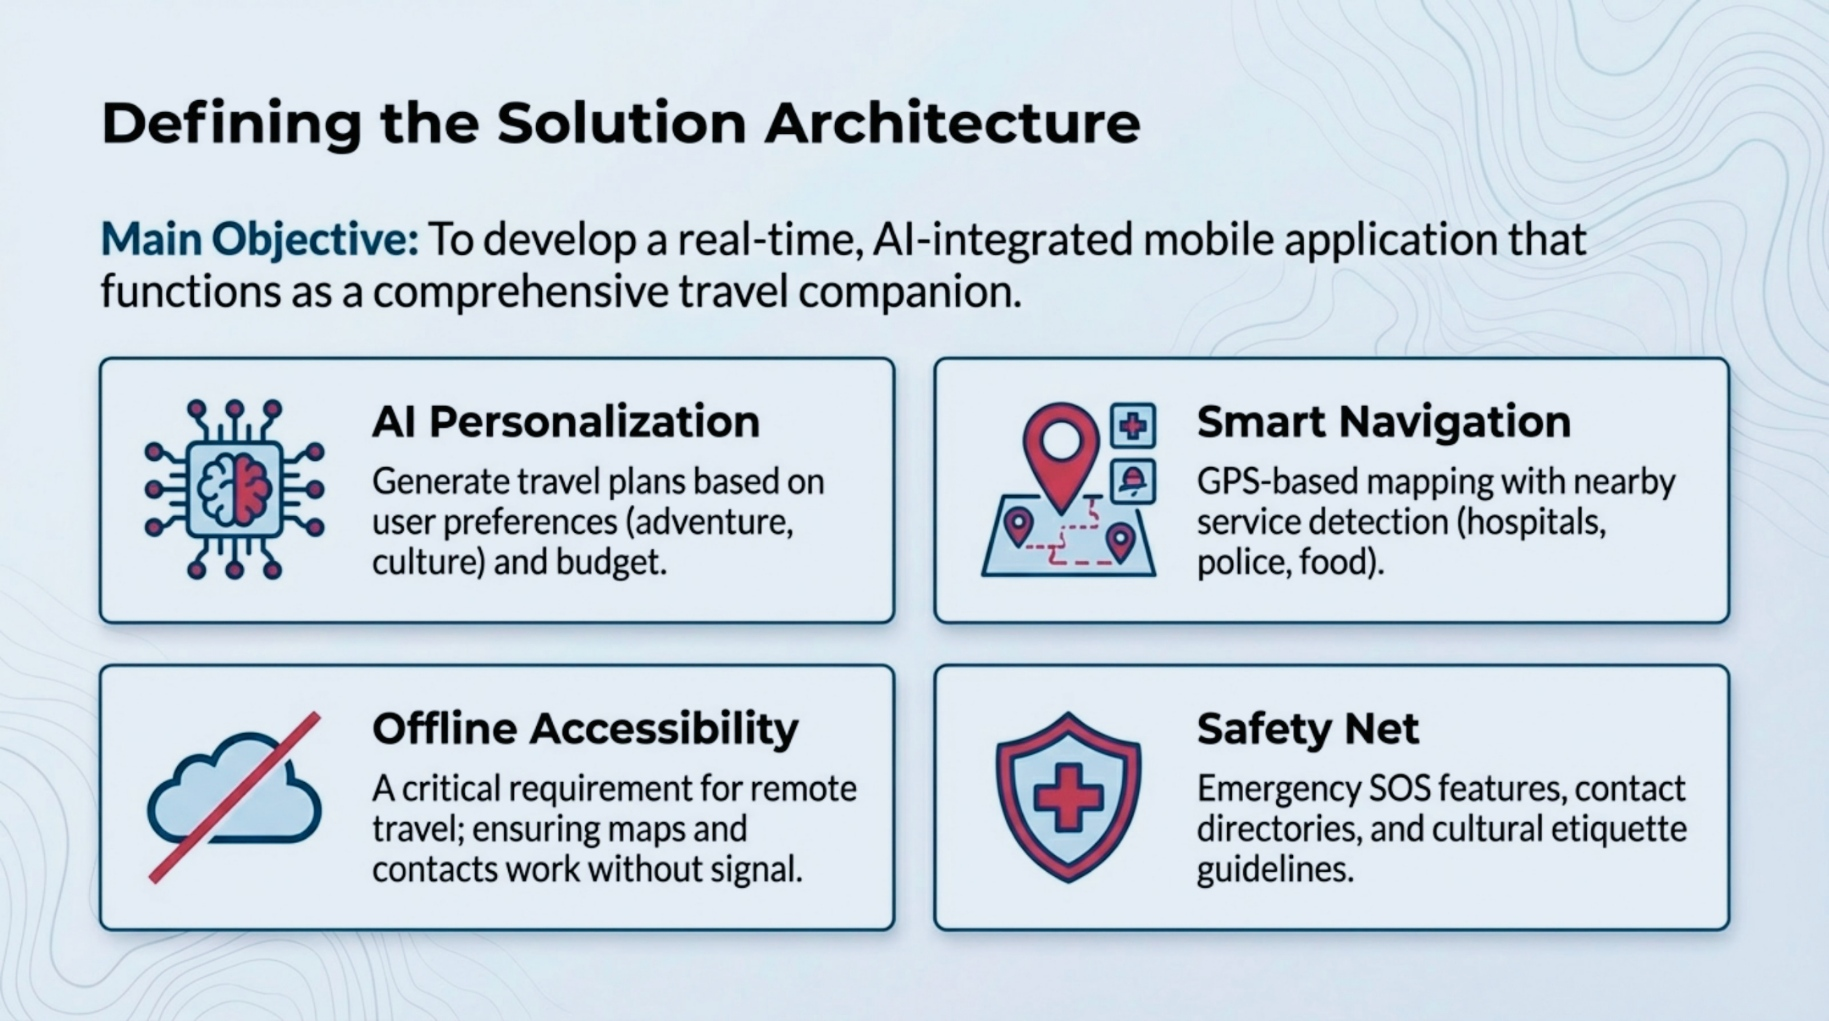 Defining the Solution Architecture
Main Objective: To develop a real-time, AI-integrated mobile application that
functions as a comprehensive travel companion.
AI Personalization
Generate travel plans based on
user preferences (adventure,
culture) and budget.
Smart Navigation
GPS-based mapping with nearby
service detection (hospitals,
police, food).
Offline Accessibility
A critical requirement for remote
travel; ensuring maps and
contacts work without signal.
Safety Net
Emergency SOS features, contact
directories, and cultural etiquette
guidelines.